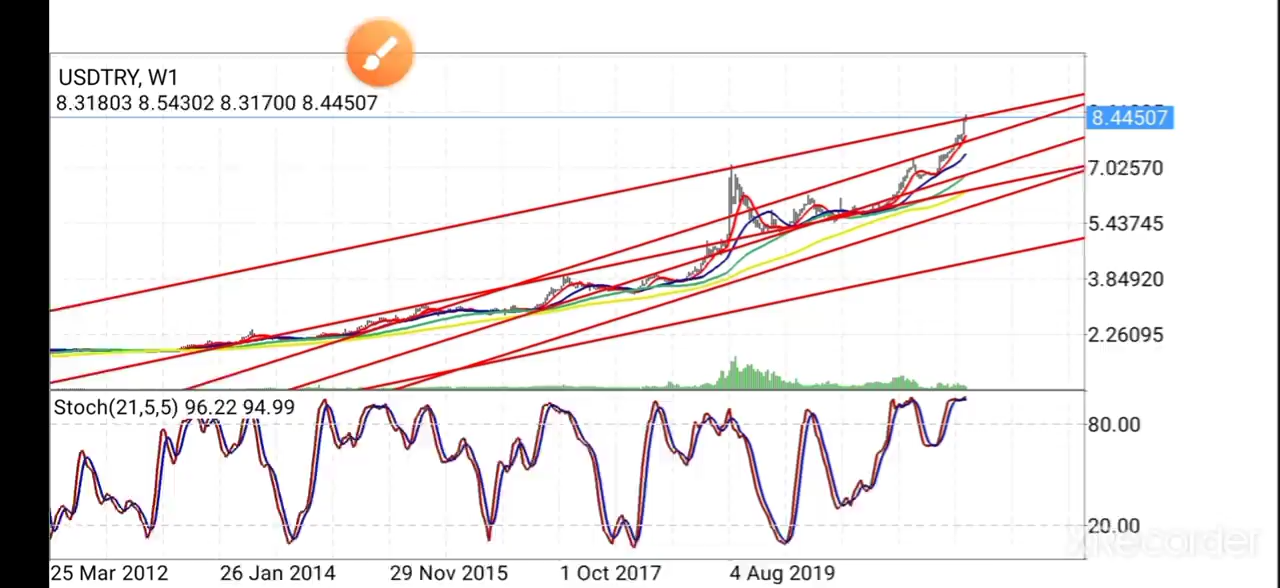 USDTRY, W1
8.31803 8.54302 8.31700 8.44507
8.44507
7.02570
5.43745
3.84920
2.26095
Stoch(21,5,5) 96.22 94.99
80.00
20.00
XRecorder
25 Mar 2012 26 Jan 2014 29 Nov 2015 1 Oct 2017 4 Aug 2019